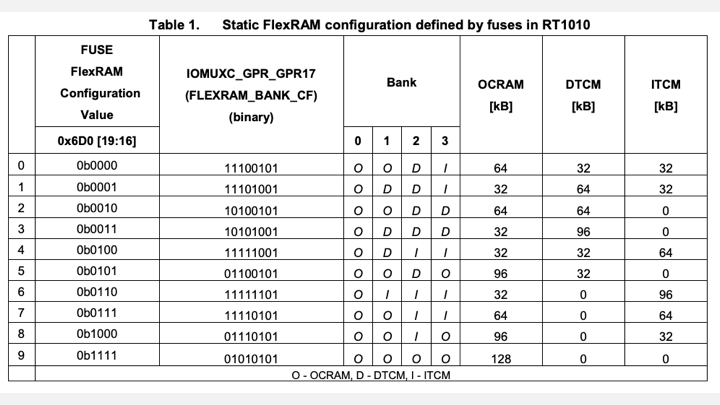 Table 1. Static FlexRAM configuration defined by fuses in RT1010
FUSE FlexRAM Configuration Value IOMUXC_GPR_GPR17 (FLEXRAM_BANK_CF) (binary) Bank OCRAM [kB] DTCM [kB] ITCM [kB]
0x6D0 [19:16] 0 1 2 3
0 0b0000 11100101 O O D I 64 32 32
1 0b0001 11101001 O D D I 32 64 32
2 0b0010 10100101 O O D D 64 64 0
3 0b0011 10101001 O D D D 32 96 0
4 0b0100 11111001 O D I I 32 32 64
5 0b0101 01100101 O O D O 96 32 0
6 0b0110 11111101 O I I I 32 0 96
7 0b0111 11110101 O O I I 64 0 64
8 0b1000 01110101 O O I O 96 0 32
9 0b1111 01010101 O O O O 128 0 0
O - OCRAM, D - DTCM, I - ITCM